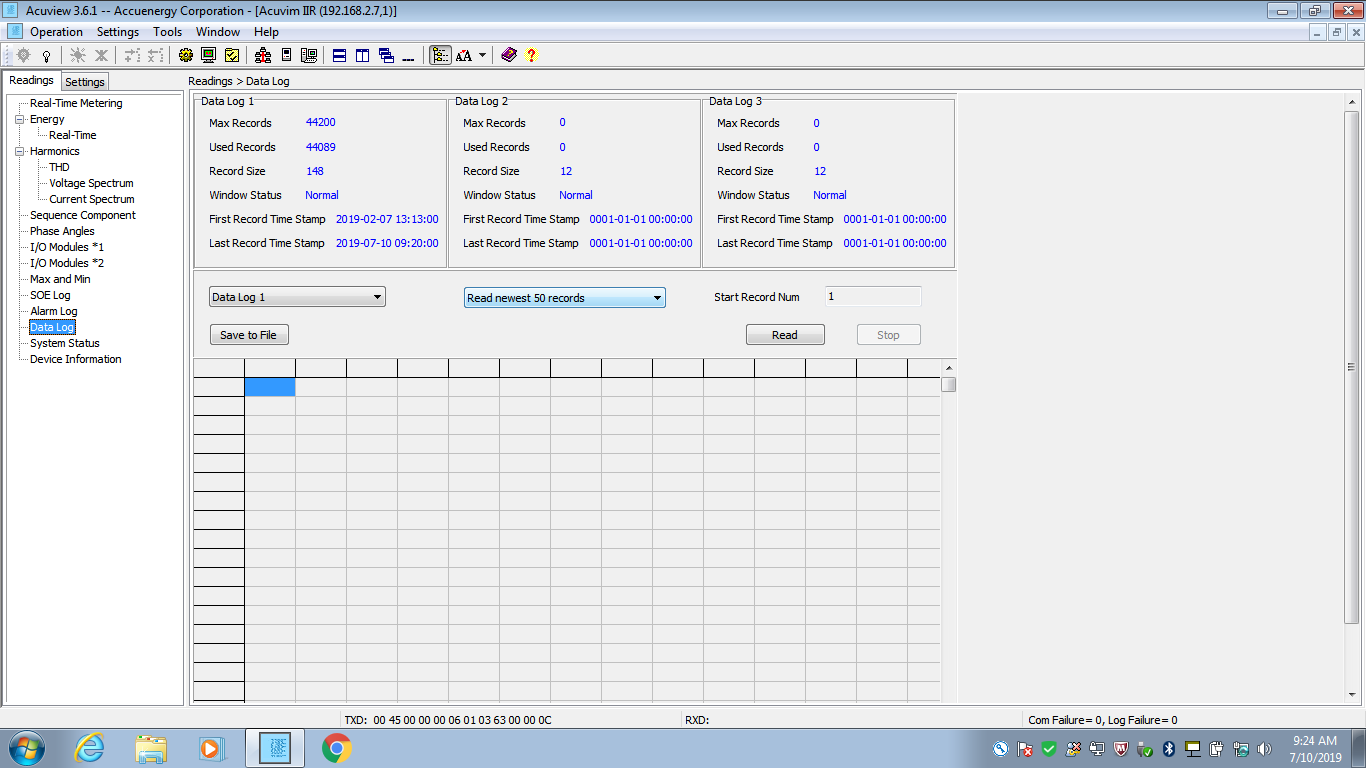 Acuview 3.6.1 -- Accuenergy Corporation - [Acuvim IIR (192.168.2.7,1)]
Operation Settings Tools Window Help
Readings Settings
Readings > Data Log
Real-Time Metering
Energy
Real-Time
Harmonics
THD
Voltage Spectrum
Current Spectrum
Sequence Component
Phase Angles
I/O Modules *1
I/O Modules *2
Max and Min
SOE Log
Alarm Log
Data Log
System Status
Device Information
Data Log 1
Max Records 44200
Used Records 44089
Record Size 148
Window Status Normal
First Record Time Stamp 2019-02-07 13:13:00
Last Record Time Stamp 2019-07-10 09:20:00
Data Log 2
Max Records 0
Used Records 0
Record Size 12
Window Status Normal
First Record Time Stamp 0001-01-01 00:00:00
Last Record Time Stamp 0001-01-01 00:00:00
Data Log 3
Max Records 0
Used Records 0
Record Size 12
Window Status Normal
First Record Time Stamp 0001-01-01 00:00:00
Last Record Time Stamp 0001-01-01 00:00:00
Data Log 1 Read newest 50 records Start Record Num 1
Save to File Read Stop
TXD: 00 45 00 00 00 06 01 03 63 00 00 0C RXD: Com Failure= 0, Log Failure= 0
9:24 AM
7/10/2019